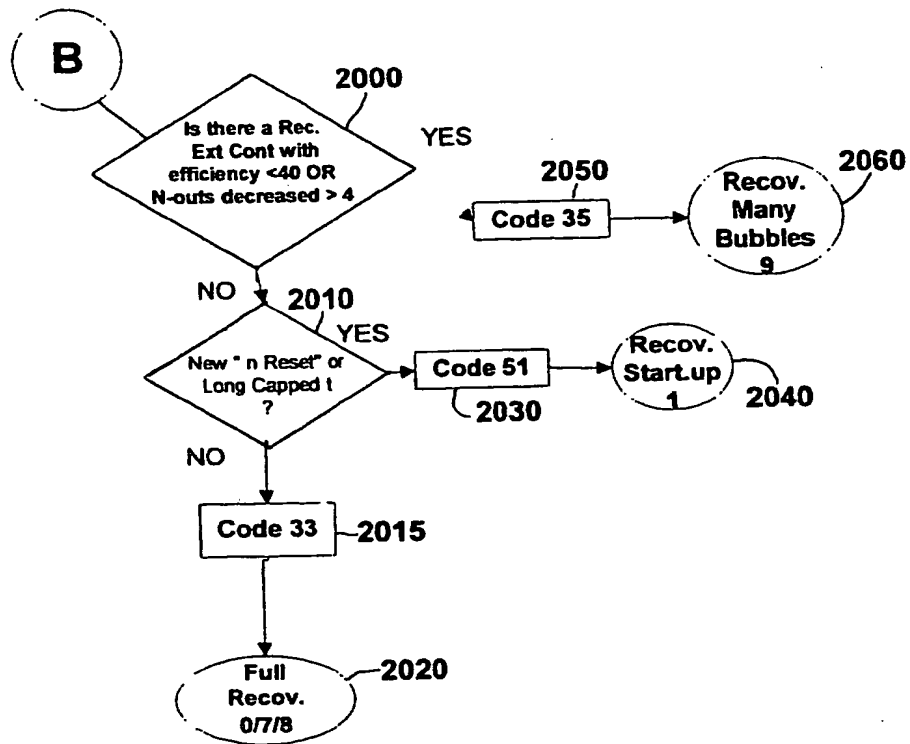 B
2000
Is there a Rec.
Ext Cont with
efficiency <40 OR
N-outs decreased > 4
YES
2050
Code 35
2060
Recov.
Many
Bubbles
9
NO
2010
YES
New " n Reset" or
Long Capped t
?
Code 51
2030
Recov.
Start.up
1
2040
NO
Code 33
2015
Full
Recov.
0/7/8
2020